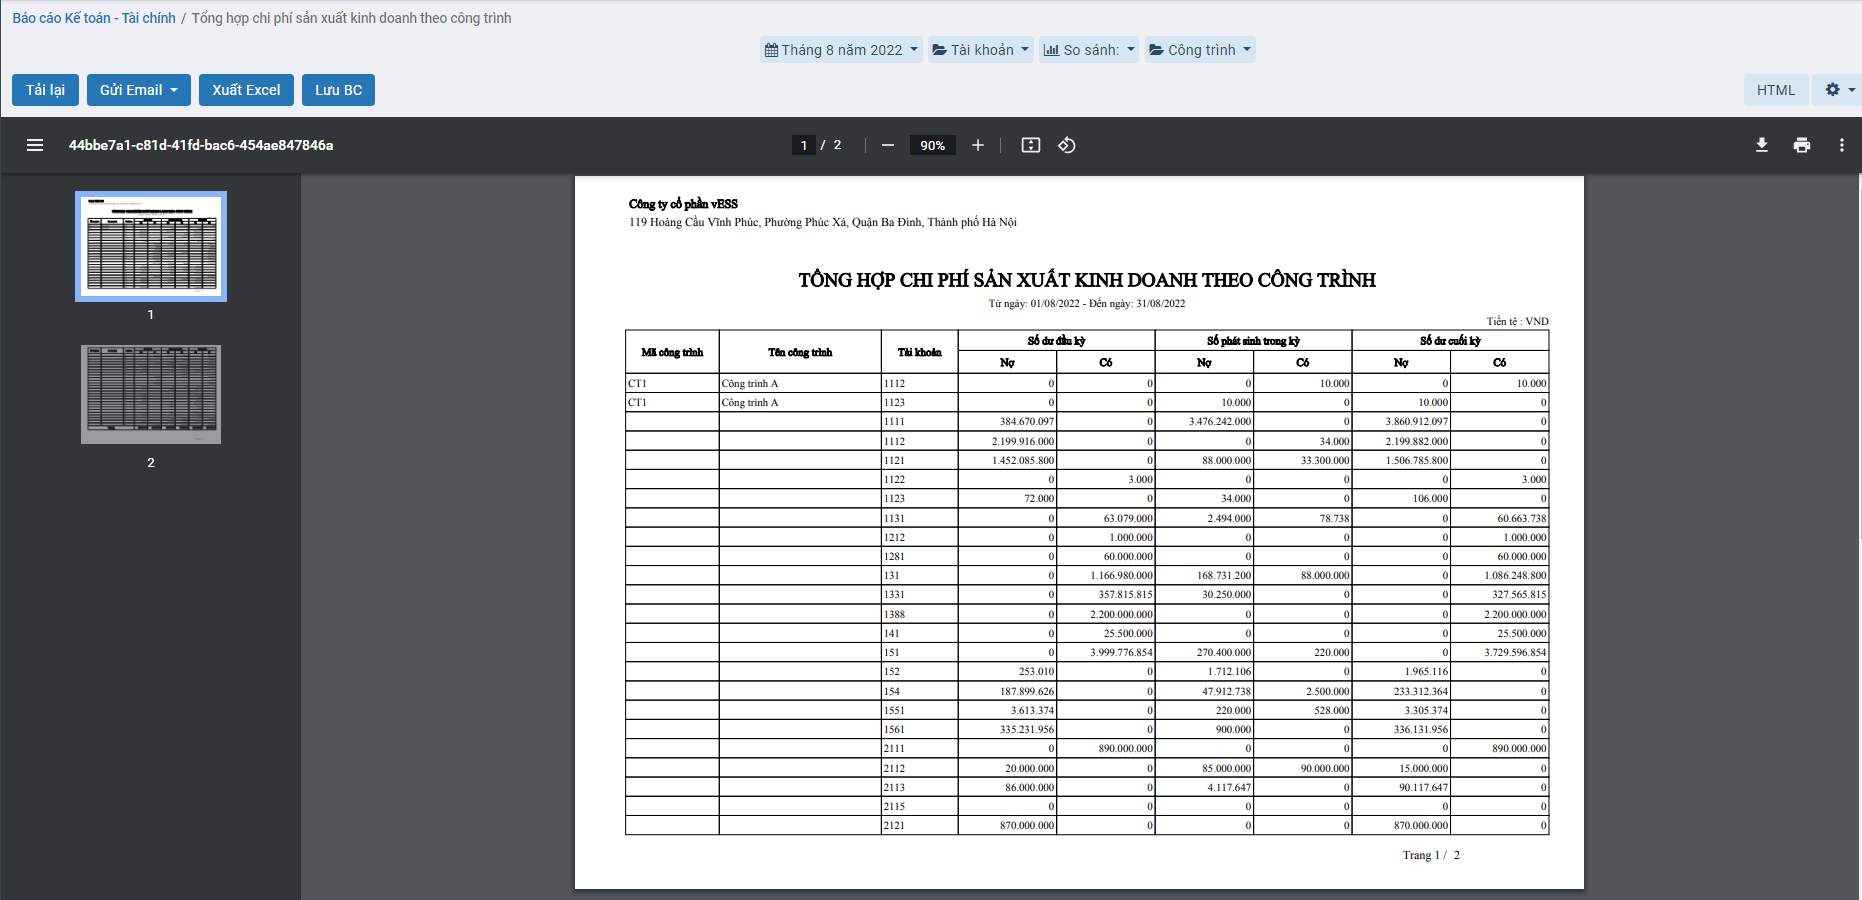 Báo cáo Kế toán - Tài chính / Tổng hợp chi phí sản xuất kinh doanh theo công trình
Tháng 8 năm 2022 Tài khoản So sánh: Công trình
Tải lại Gửi Email Xuất Excel Lưu BC HTML
44bbe7a1-c81d-41fd-bac6-454ae847846a 1 / 2 90%
1
2
Công ty cổ phần vESS
119 Hoàng Cầu Vĩnh Phúc, Phường Phúc Xá, Quận Ba Đình, Thành phố Hà Nội
TỔNG HỢP CHI PHÍ SẢN XUẤT KINH DOANH THEO CÔNG TRÌNH
Từ ngày: 01/08/2022 - Đến ngày: 31/08/2022
Tiền tệ : VND
Mã công trình Tên công trình Tài khoản Số dư đầu kỳ Số phát sinh trong kỳ Số dư cuối kỳ
Nợ Có Nợ Có Nợ Có
CT1 Công trình A 1112 0 0 0 10.000 0 10.000
CT1 Công trình A 1123 0 0 10.000 0 10.000 0
1111 384.670.097 0 3.476.242.000 0 3.860.912.097 0
1112 2.199.916.000 0 0 34.000 2.199.882.000 0
1121 1.452.085.800 0 88.000.000 33.300.000 1.506.785.800 0
1122 0 3.000 0 0 0 3.000
1123 72.000 0 34.000 0 106.000 0
1131 0 63.079.000 2.494.000 78.738 0 60.663.738
1212 0 1.000.000 0 0 0 1.000.000
1281 0 60.000.000 0 0 0 60.000.000
131 0 1.166.980.000 168.731.200 88.000.000 0 1.086.248.800
1331 0 357.815.815 30.250.000 0 0 327.565.815
1388 0 2.200.000.000 0 0 0 2.200.000.000
141 0 25.500.000 0 0 0 25.500.000
151 0 3.999.776.854 270.400.000 220.000 0 3.729.596.854
152 253.010 0 1.712.106 0 1.965.116 0
154 187.899.626 0 47.912.738 2.500.000 233.312.364 0
1551 3.613.374 0 220.000 528.000 3.305.374 0
1561 335.231.956 0 900.000 0 336.131.956 0
2111 0 890.000.000 0 0 0 890.000.000
2112 20.000.000 0 85.000.000 90.000.000 15.000.000 0
2113 86.000.000 0 4.117.647 0 90.117.647 0
2115 0 0 0 0 0 0
2121 870.000.000 0 0 0 870.000.000 0
Trang 1 / 2